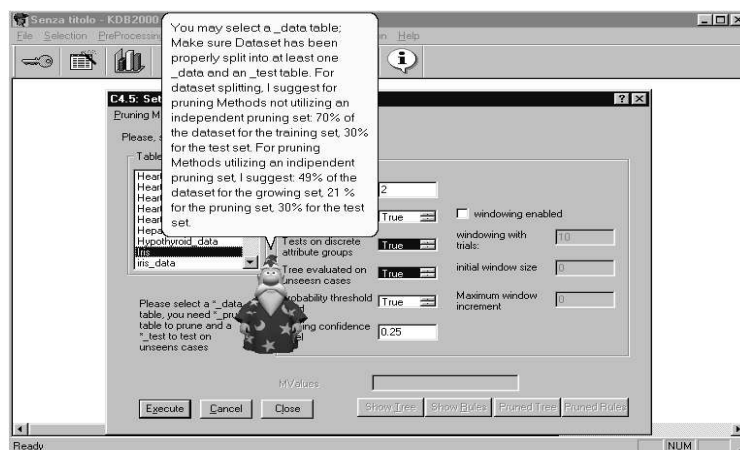 Senza titolo - KDB2000
File Selection PreProcessing Help
You may select a _data table;
Make sure Dataset has been
properly split into at least one
_data and an _test table. For
dataset splitting, I suggest for
pruning Methods not utilizing an
independent pruning set: 70% of
the dataset for the training set, 30%
for the test set. For pruning
Methods utilizing an indipendent
pruning set, I suggest: 49% of the
dataset for the growing set, 21 %
for the pruning set, 30% for the test
set.
C4.5: Set
Pruning M
Please, s
Table
Heart
Heart
Heart
Heart
Heart
Hepa
Hypothyroid_data
Iris
iris_data
2
True
Tests on discrete
attribute groups
True
Tree evaluated on
unseesn cases
True
probability threshold
True
confidence
0.25
windowing enabled
windowing with
trials:
10
initial window size
0
Maximum window
increment
0
Please select a *_data
table, you need *_pru
table to prune and a
*_test to test on
unseens cases
MValues
Execute Cancel Close Show Tree Show Rules Pruned Tree Pruned Rules
Ready NUM